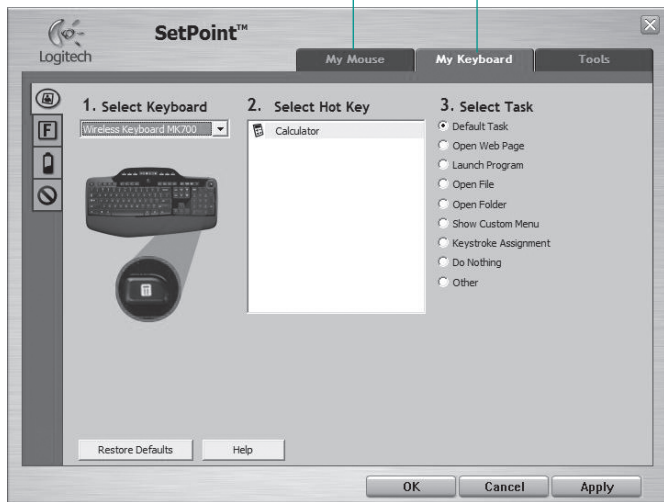 Logitech
SetPoint™
My Mouse
My Keyboard
Tools
1. Select Keyboard
Wireless Keyboard MK700
2. Select Hot Key
Calculator
3. Select Task
Default Task
Open Web Page
Launch Program
Open File
Open Folder
Show Custom Menu
Keystroke Assignment
Do Nothing
Other
F
Restore Defaults
Help
OK
Cancel
Apply